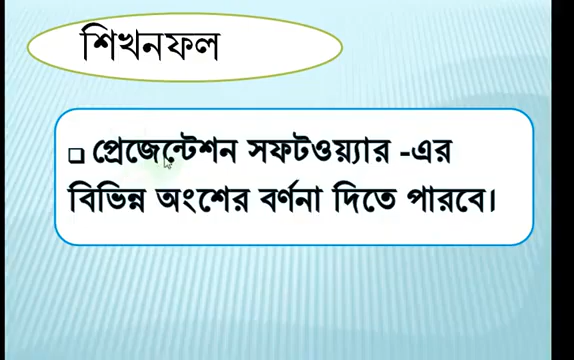 শিখনফল
❑ প্রেজেন্টেশন সফটওয়্যার -এর
বিভিন্ন অংশের বর্ণনা দিতে পারবে।